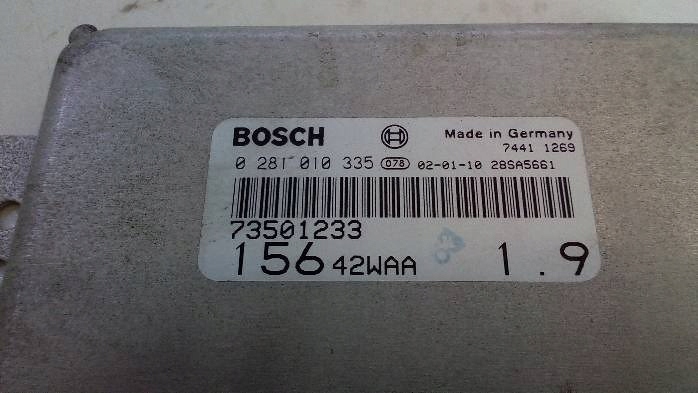 BOSCH Made in Germany
7441 1269
0 281 010 335 078 02-01-10 28SA5661
73501233
156 42WAA 1.9